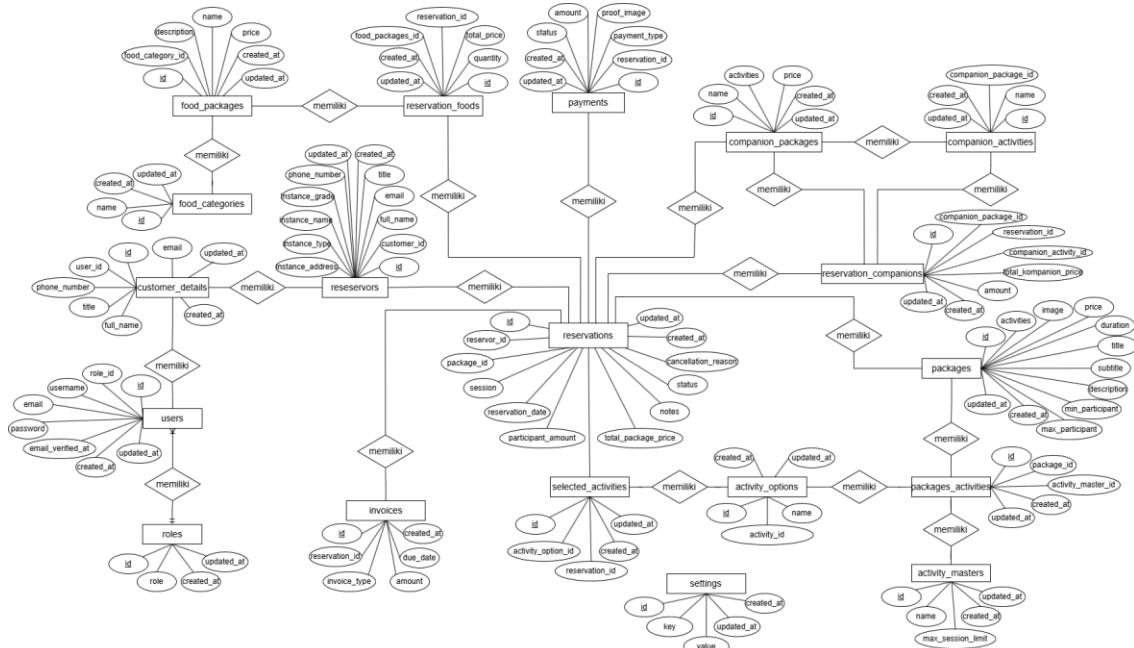 name
description
price
food_category_id
created_at
id
updated_at
food_packages
memiliki
reservation_id
food_packages_id
total_price
created_at
quantity
updated_at
id
reservation_foods
amount
proof_image
status
payment_type
created_at
reservation_id
updated_at
id
payments
activities
price
name
created_at
id
updated_at
companion_packages
memiliki
companion_package_id
created_at
name
updated_at
id
companion_activities
memiliki
updated_at
created_at
name
id
food_categories
updated_at
created_at
phone_number
title
instance_grade
email
instance_name
full_name
instance_type
customer_id
instance_address
id
reseservors
memiliki
memiliki
memiliki
memiliki
memiliki
companion_package_id
id
reservation_id
companion_activity_id
total_kompanion_price
amount
updated_at
created_at
reservation_companions
memiliki
id
email
user_id
updated_at
phone_number
title
full_name
created_at
customer_details
memiliki
memiliki
reservations
id
updated_at
reservor_id
created_at
package_id
cancellation_reason
session
status
reservation_date
notes
participant_amount
total_package_price
memiliki
activities
image
price
id
duration
title
subtitle
description
min_participant
max_participant
updated_at
created_at
packages
memiliki
role_id
username
id
email
password
email_verified_at
created_at
updated_at
users
memiliki
roles
id
role
created_at
updated_at
memiliki
invoices
id
created_at
reservation_id
due_date
invoice_type
amount
memiliki
selected_activities
id
updated_at
activity_option_id
created_at
reservation_id
memiliki
activity_options
created_at
updated_at
id
name
activity_id
memiliki
memiliki
packages_activities
id
package_id
activity_master_id
created_at
updated_at
memiliki
activity_masters
id
updated_at
name
created_at
max_session_limit
settings
id
created_at
key
updated_at
value